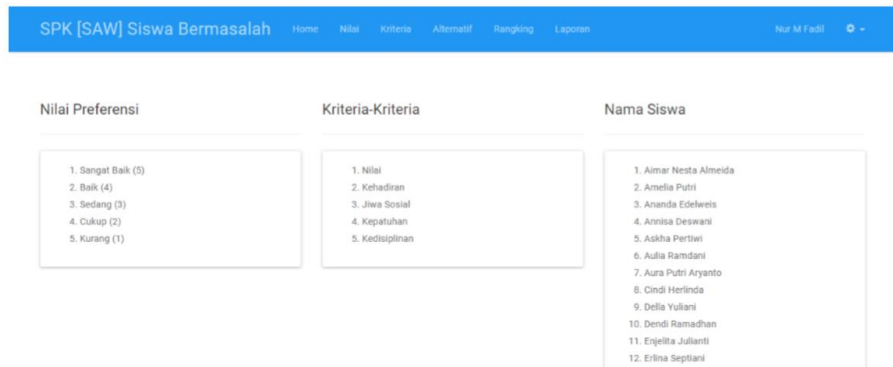 SPK [SAW] Siswa Bermasalah Home Nilai Kriteria Alternatif Rangking Laporan Nur M Fadil
Nilai Preferensi
1. Sangat Baik (5)
2. Baik (4)
3. Sedang (3)
4. Cukup (2)
5. Kurang (1)
Kriteria-Kriteria
1. Nilai
2. Kehadiran
3. Jiwa Sosial
4. Kepatuhan
5. Kedisiplinan
Nama Siswa
1. Aimar Nesta Almeida
2. Amelia Putri
3. Ananda Edelweis
4. Annisa Deswani
5. Askha Pertiwi
6. Aulia Ramdani
7. Aura Putri Aryanto
8. Cindi Herlinda
9. Della Yuliani
10. Dendi Ramadhan
11. Enjelita Julianti
12. Erlina Septiani